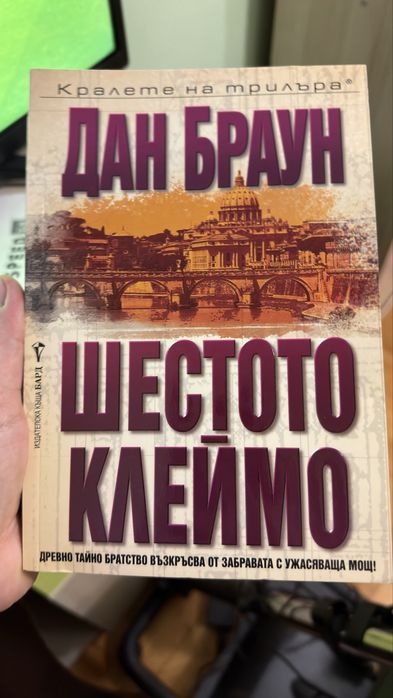 Кралете на трилъра®
ДАН БРАУН
ИЗДАТЕЛСКА КЪЩА БАРД
ШЕСТОТО
КЛЕЙМО
ДРЕВНО ТАЙНО БРАТСТВО ВЪЗКРЪСВА ОТ ЗАБРАВАТА С УЖАСЯВАЩА МОЩ!